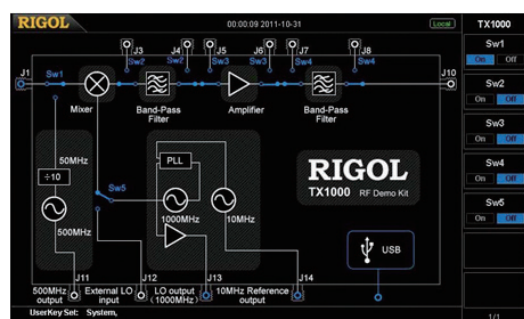 RIGOL
00:00:09 2011-10-31
Local
TX1000
J3
J4
J5
J6
J7
J8
Sw2
Sw2
Sw3
Sw3
Sw4
Sw4
J1
Sw1
J10
Mixer
Band-Pass
Filter
Amplifier
Band-Pass
Filter
50MHz
÷10
500MHz
Sw5
PLL
1000MHz
10MHz
RIGOL
TX1000 RF Demo Kit
USB
J11
J12
J13
J14
500MHz
output
External LO
input
LO output
(1000MHz)
10MHz Reference
output
UserKey Set: System,
Sw1
On Off
Sw2
On Off
Sw3
On Off
Sw4
On Off
Sw5
On Off
1/1